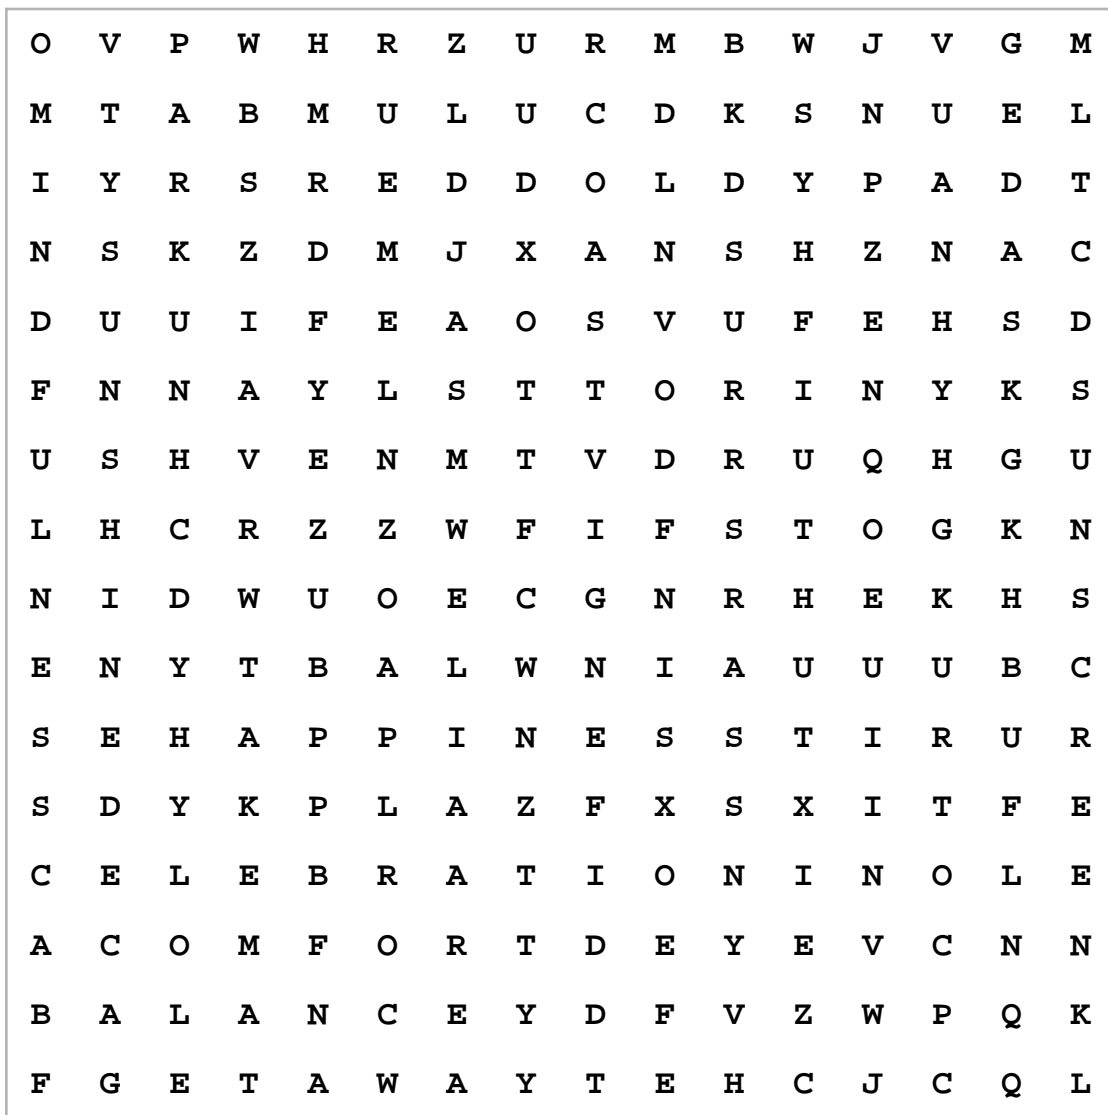 O V P W H R Z U R M B W J V G M
M T A B M U L U C D K S N U E L
I Y R S R E D D O L D Y P A D T
N S K Z D M J X A N S H Z N A C
D U U I F E A O S V U F E H S D
F N N A Y L S T T O R I N Y K S
U S H V E N M T V D R U Q H G U
L H C R Z Z W F I F S T O G K N
N I D W U O E C G N R H E K H S
E N Y T B A L W N I A U U U B C
S E H A P P I N E S S T I R U R
S D Y K P L A Z F X S X I T F E
C E L E B R A T I O N I N O L E
A C O M F O R T D E Y E V C N N
B A L A N C E Y D F V Z W P Q K
F G E T A W A Y T E H C J C Q L